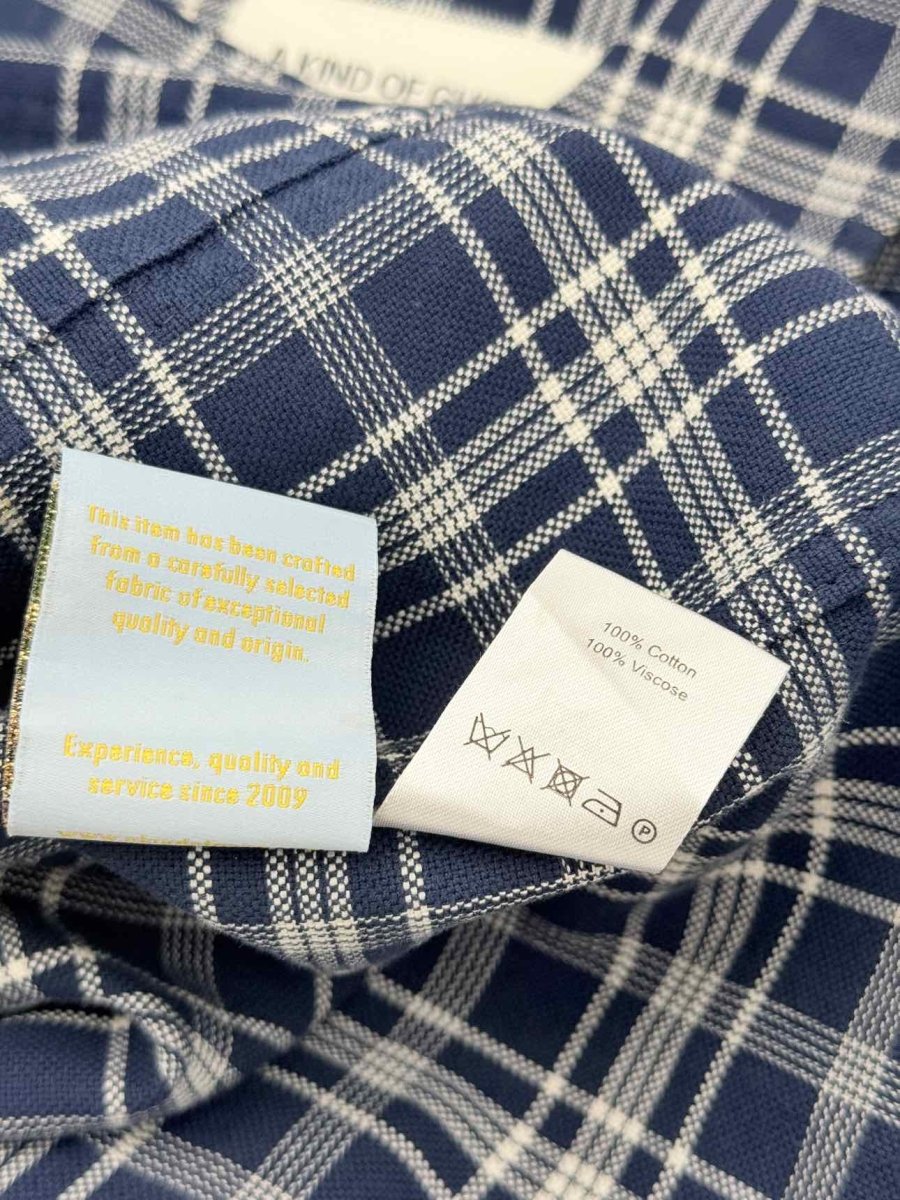 A KIND OF
This item has been crafted
from a carefully selected
fabric of exceptional
quality and origin.
Experience, quality and
service since 2009
100% Cotton
100% Viscose
P